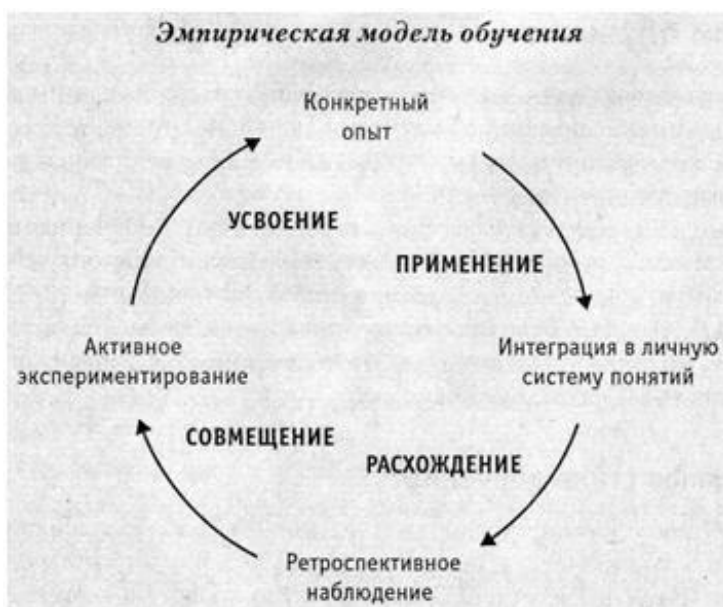 Эмпирическая модель обучения
Конкретный
опыт
УСВОЕНИЕ
ПРИМЕНЕНИЕ
Активное
экспериментирование
Интеграция в личную
систему понятий
СОВМЕЩЕНИЕ
РАСХОЖДЕНИЕ
Ретроспективное
наблюдение